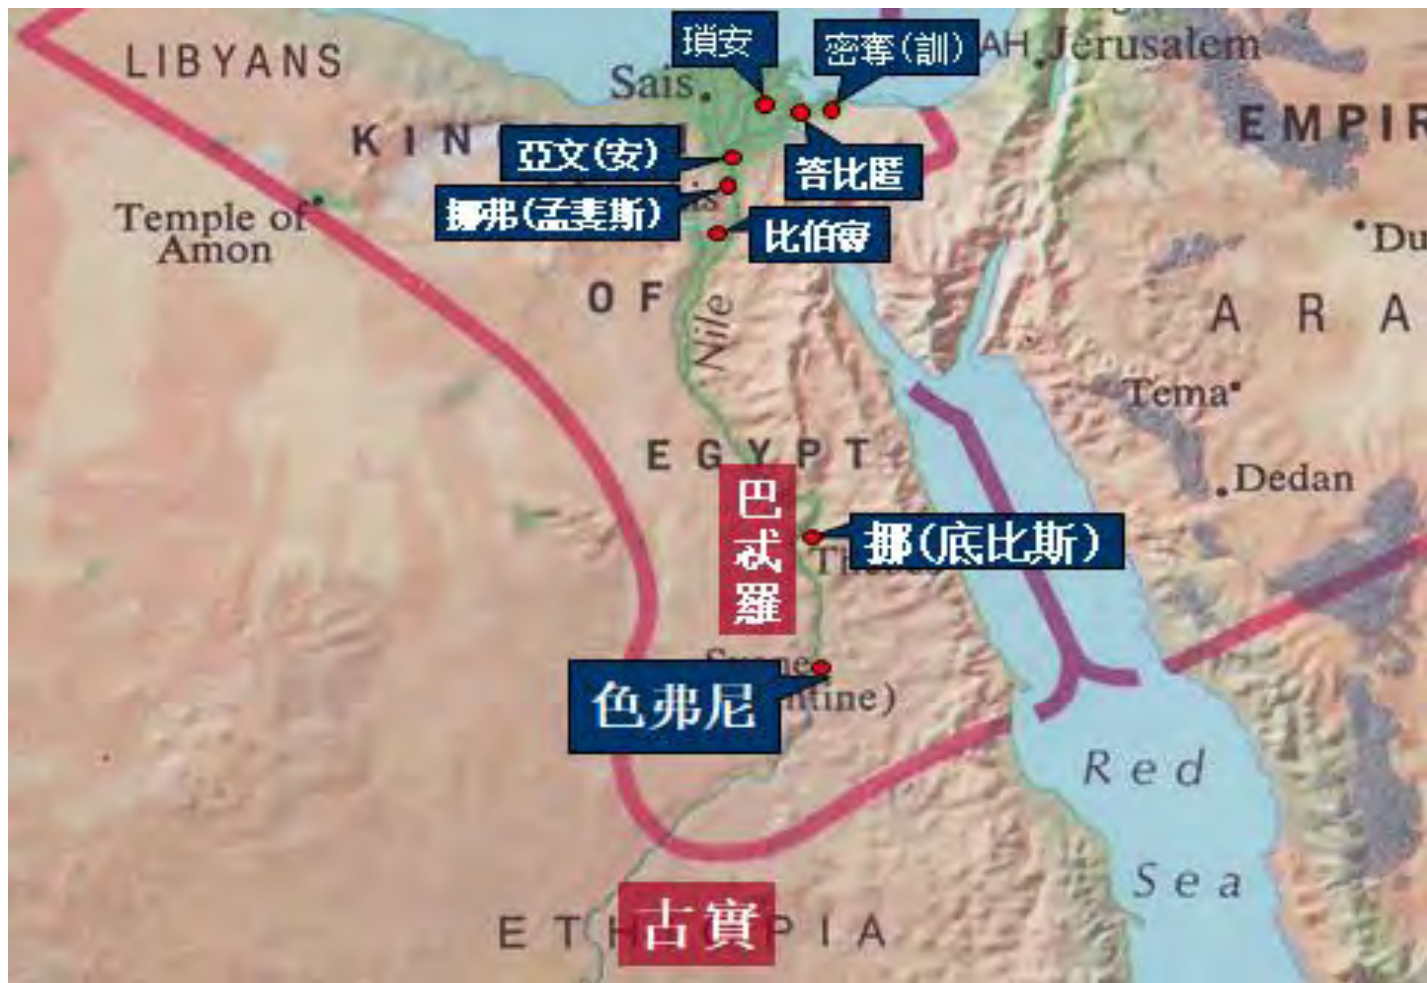 瑣安
密奪(訓)
AH
Jerusalem
LIBYANS
Sais
KIN
EMPIR
亞文(安)
答比匿
挪弗(孟斐斯)
比伯實
Temple of
Amon
Du
OF
Nile
A R A
Tema
EGYPT
Dedan
巴忒羅
挪(底比斯)
色弗尼
ntine)
Red
Sea
古實
ET
PIA